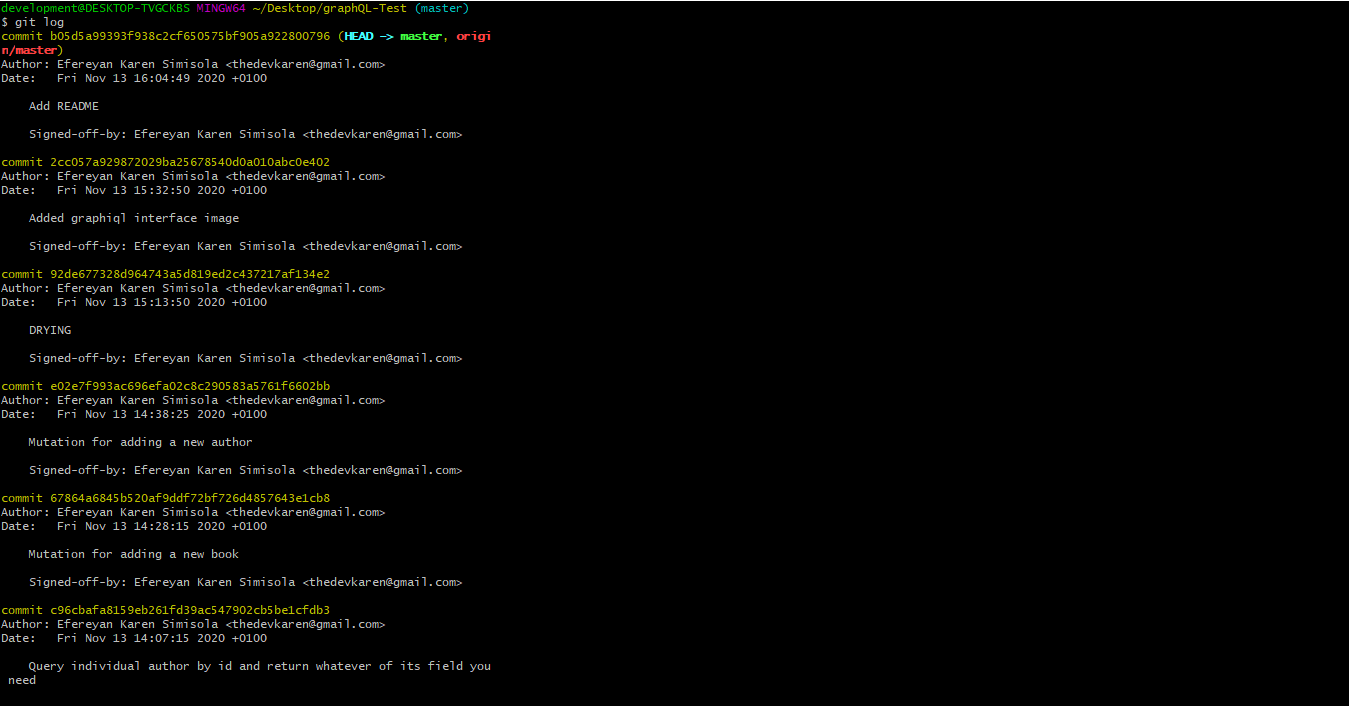 development@DESKTOP-TVGCKBS MINGW64 ~/Desktop/graphQL-Test (master)
$ git log
commit b05d5a99393f938c2cf650575bf905a922800796 (HEAD -> master, origi
n/master)
Author: Efereyan Karen Simisola <thedevkaren@gmail.com>
Date:   Fri Nov 13 16:04:49 2020 +0100

    Add README

    Signed-off-by: Efereyan Karen Simisola <thedevkaren@gmail.com>

commit 2cc057a929872029ba25678540d0a010abc0e402
Author: Efereyan Karen Simisola <thedevkaren@gmail.com>
Date:   Fri Nov 13 15:32:50 2020 +0100

    Added graphiql interface image

    Signed-off-by: Efereyan Karen Simisola <thedevkaren@gmail.com>

commit 92de677328d964743a5d819ed2c437217af134e2
Author: Efereyan Karen Simisola <thedevkaren@gmail.com>
Date:   Fri Nov 13 15:13:50 2020 +0100

    DRYING

    Signed-off-by: Efereyan Karen Simisola <thedevkaren@gmail.com>

commit e02e7f993ac696efa02c8c290583a5761f6602bb
Author: Efereyan Karen Simisola <thedevkaren@gmail.com>
Date:   Fri Nov 13 14:38:25 2020 +0100

    Mutation for adding a new author

    Signed-off-by: Efereyan Karen Simisola <thedevkaren@gmail.com>

commit 67864a6845b520af9ddf72bf726d4857643e1cb8
Author: Efereyan Karen Simisola <thedevkaren@gmail.com>
Date:   Fri Nov 13 14:28:15 2020 +0100

    Mutation for adding a new book

    Signed-off-by: Efereyan Karen Simisola <thedevkaren@gmail.com>

commit c96cbafa8159eb261fd39ac547902cb5be1cfdb3
Author: Efereyan Karen Simisola <thedevkaren@gmail.com>
Date:   Fri Nov 13 14:07:15 2020 +0100

    Query individual author by id and return whatever of its field you
 need